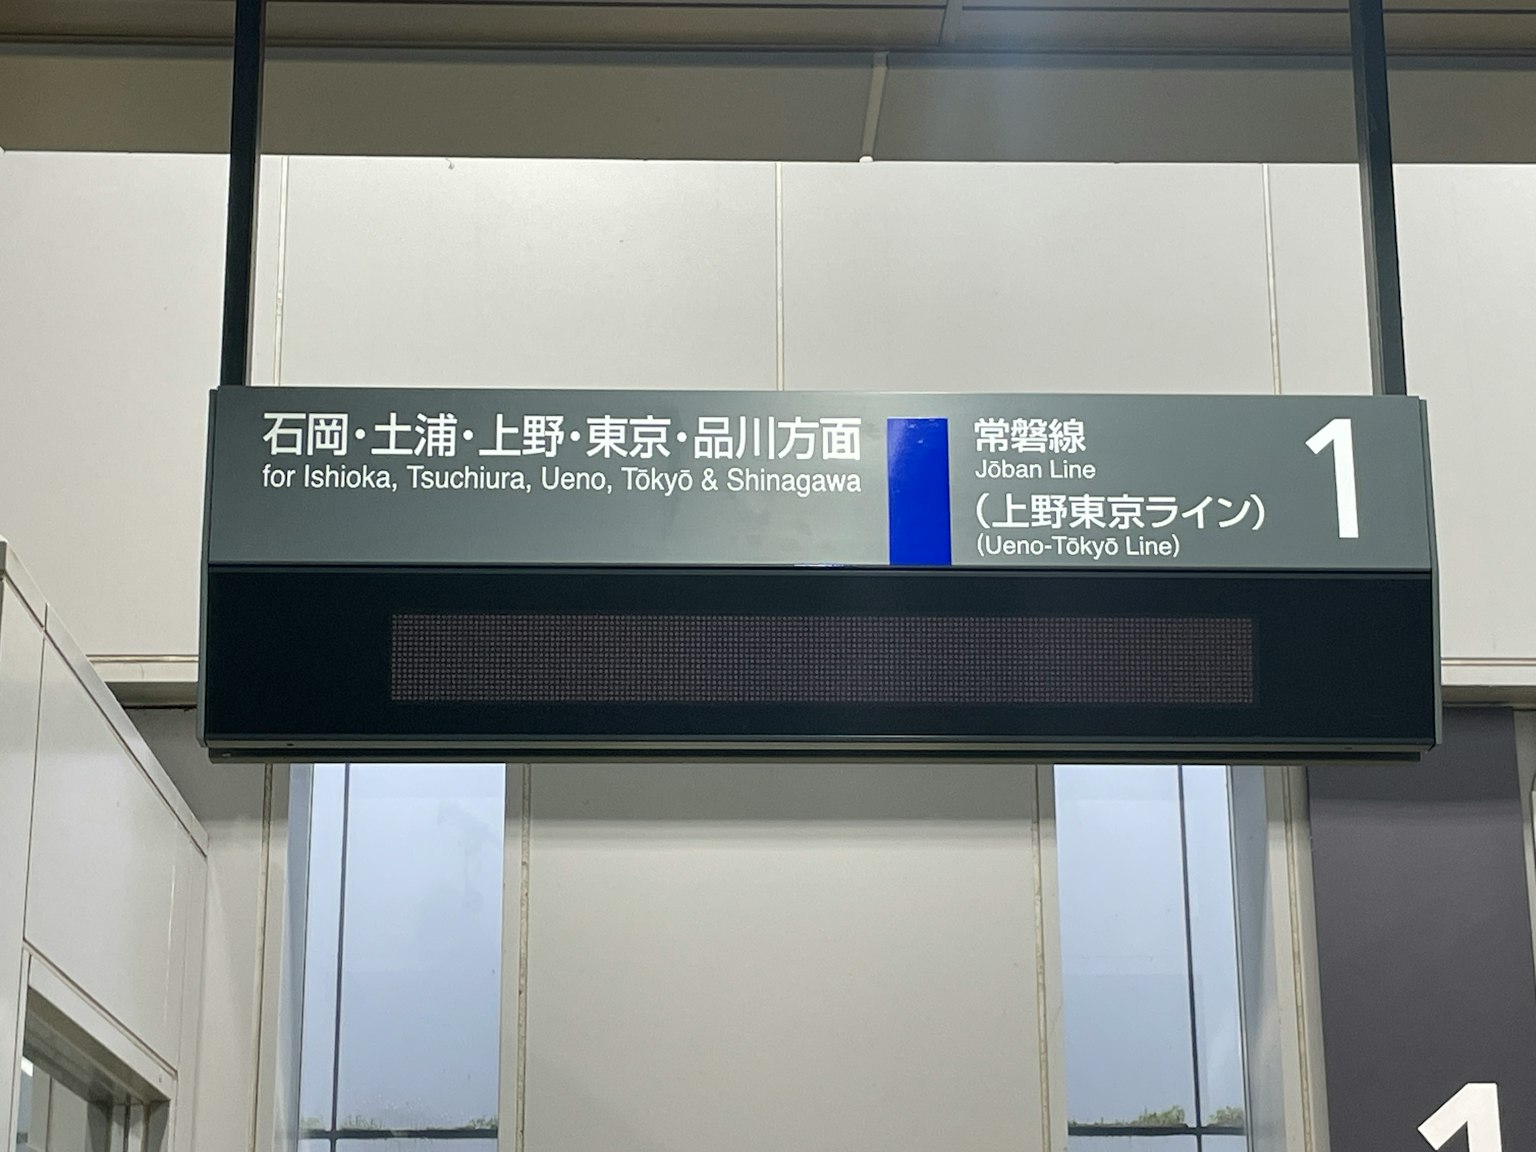 石岡・土浦・上野・東京・品川方面
for Ishioka, Tsuchiura, Ueno, Tōkyō & Shinagawa
常磐線
Jōban Line
(上野東京ライン)
(Ueno-Tōkyō Line)
1
1